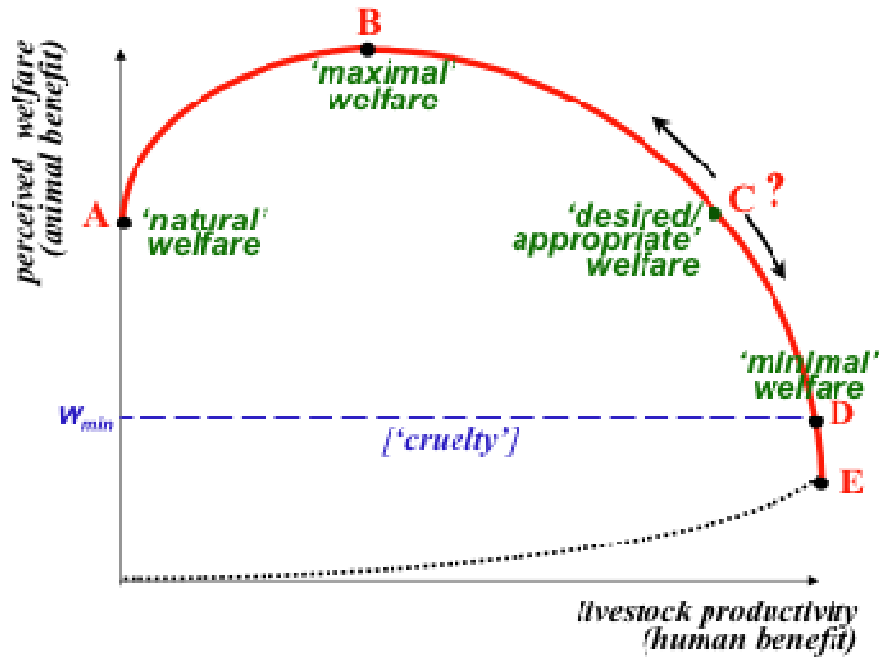 B
perceived welfare
(animal benefit)
'maximal'
welfare
A
'natural'
welfare
C ?
'desired/
appropriate'
welfare
'minimal'
welfare
Wmin
D
['cruelty']
E
livestock productivity
(human benefit)